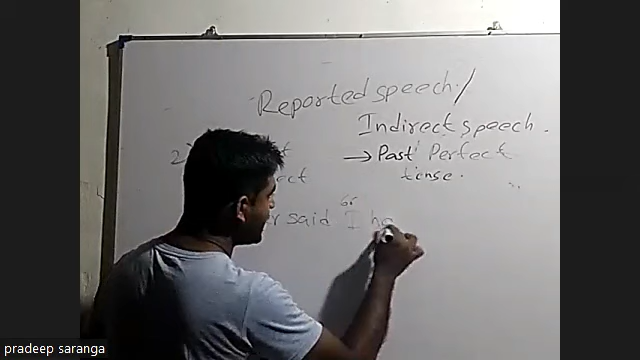 Reported speech /
Indirect speech.
→ Past Perfect
tense.
said I ha
pradeep saranga